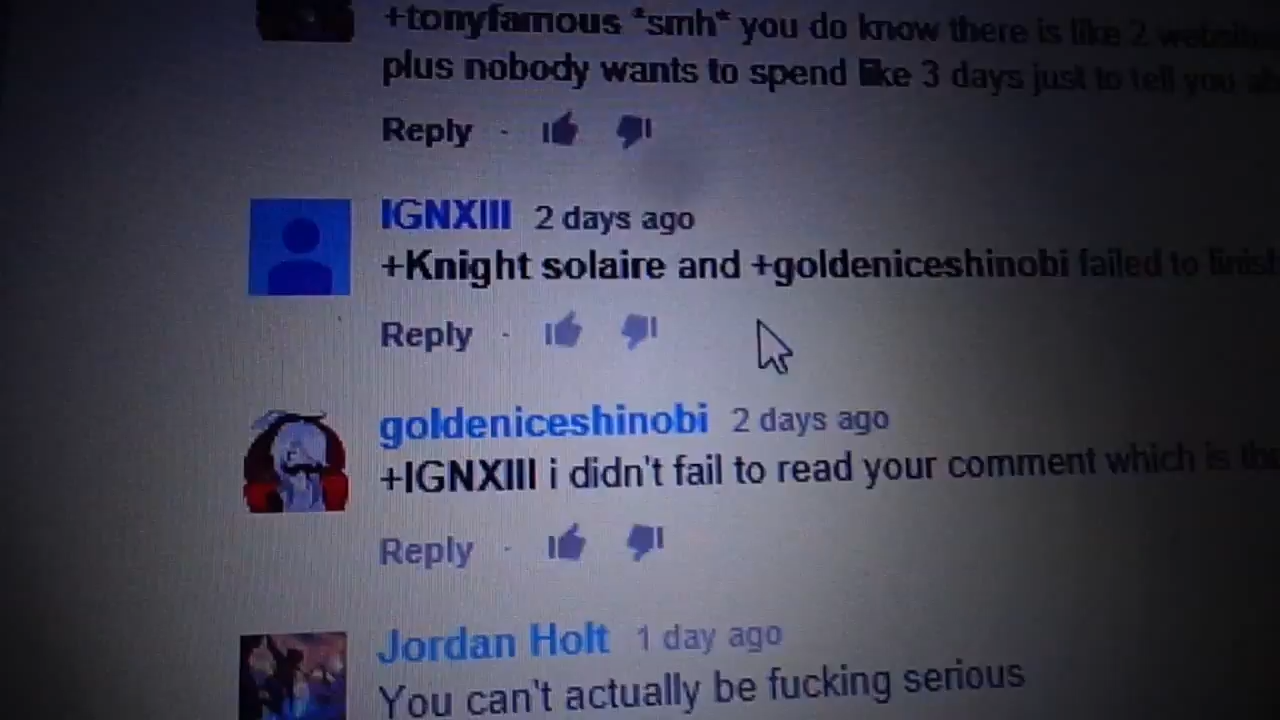 +tonyfamous *smh* you do know there is like 2
plus nobody wants to spend like 3 days just to tell you
Reply
IGNXIII 2 days ago
+Knight solaire and +goldeniceshinobi failed to
Reply
goldeniceshinobi 2 days ago
+IGNXIII i didn't fail to read your comment which is
Reply
Jordan Holt 1 day ago
You can't actually be fucking serious